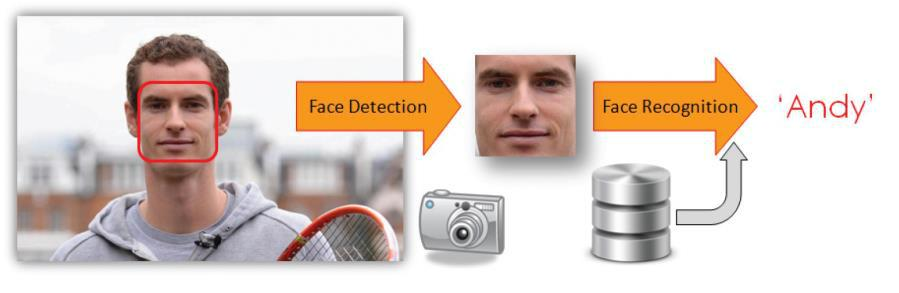 Face Detection
Face Recognition
‘Andy’